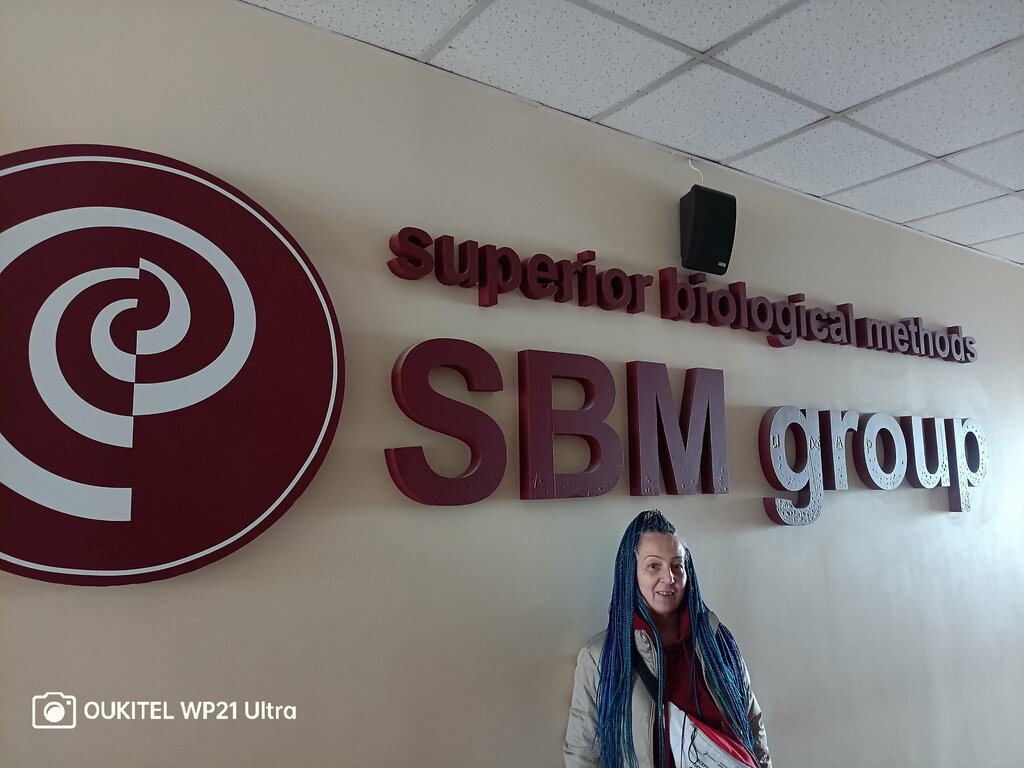 superior biological methods
SBM group
OUKITEL WP21 Ultra